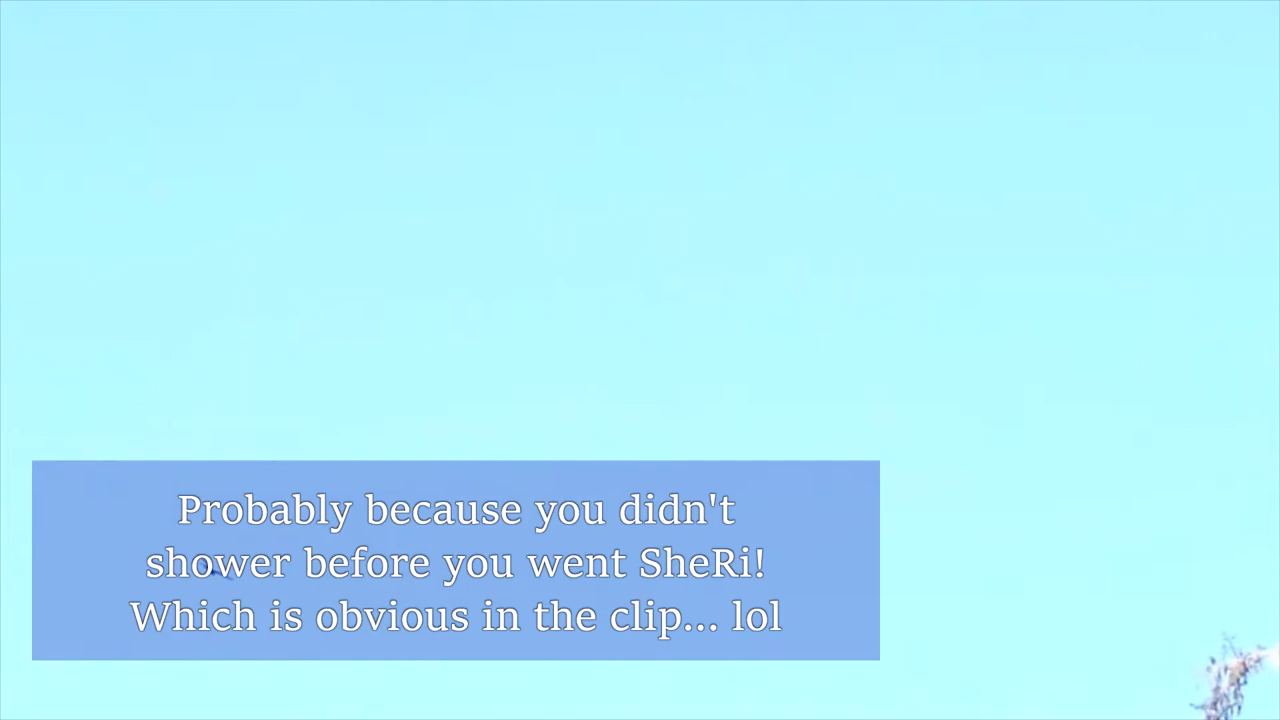 Probably because you didn't
shower before you went SheRi!
Which is obvious in the clip... lol